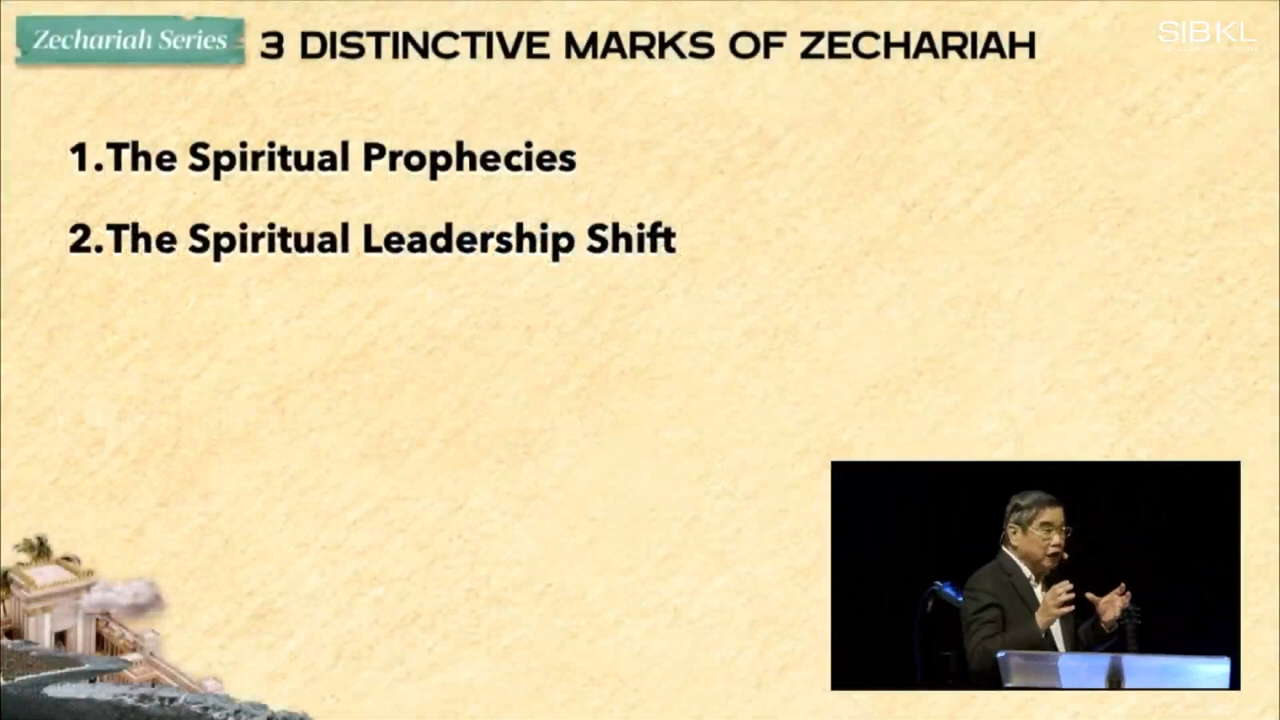 Zechariah Series
3 DISTINCTIVE MARKS OF ZECHARIAH
SIBKL
1.The Spiritual Prophecies
2.The Spiritual Leadership Shift